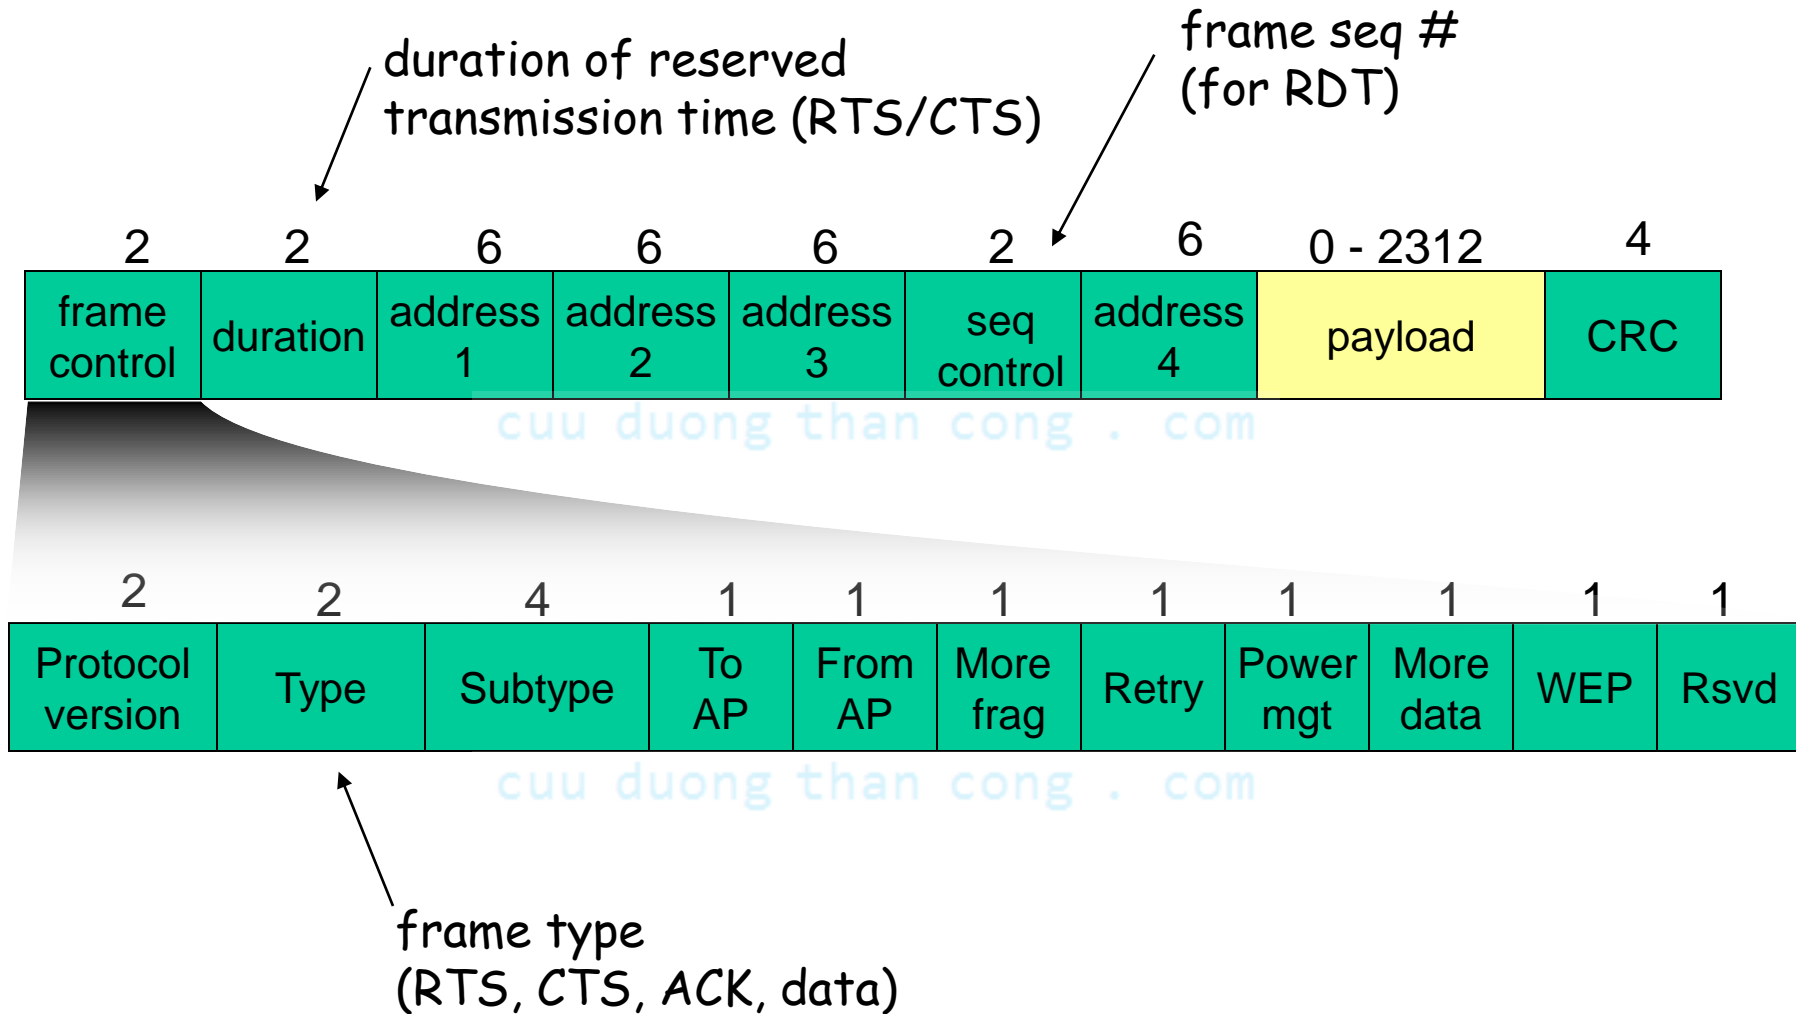 duration of reserved
transmission time (RTS/CTS)
frame seq #
(for RDT)
2 2 6 6 6 2 6 0 - 2312 4
frame
control
duration
address
1
address
2
address
3
seq
control
address
4
payload
CRC
cuu duong than cong . com
2 2 4 1 1 1 1 1 1 1 1
Protocol
version
Type
Subtype
To
AP
From
AP
More
frag
Retry
Power
mgt
More
data
WEP
Rsvd
cuu duong than cong . com
frame type
(RTS, CTS, ACK, data)